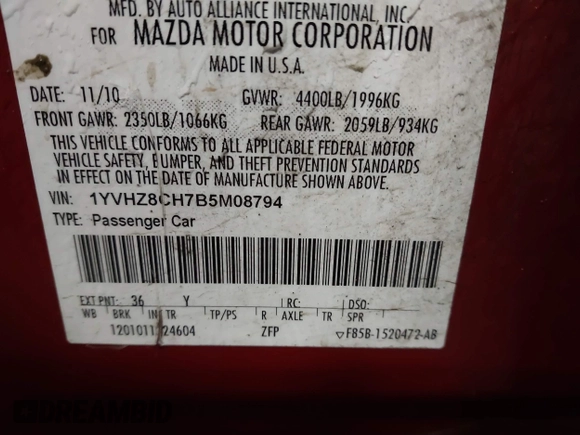 MFD. BY AUTO ALLIANCE INTERNATIONAL, INC.
FOR MAZDA MOTOR CORPORATION
MADE IN U.S.A.
DATE: 11/10 GVWR: 4400LB/1996KG
FRONT GAWR: 2350LB/1066KG REAR GAWR: 2059LB/934KG
THIS VEHICLE CONFORMS TO ALL APPLICABLE FEDERAL MOTOR
VEHICLE SAFETY, BUMPER, AND THEFT PREVENTION STANDARDS
IN EFFECT ON THE DATE OF MANUFACTURE SHOWN ABOVE.
VIN: 1YVHZ8CH7B5M08794
TYPE: Passenger Car
EXT PNT: 36 Y RC: DSO:
WB BRK INTR TP/PS R AXLE TR SPR
ZFP FB5B-1520472-AB
DREAMBID